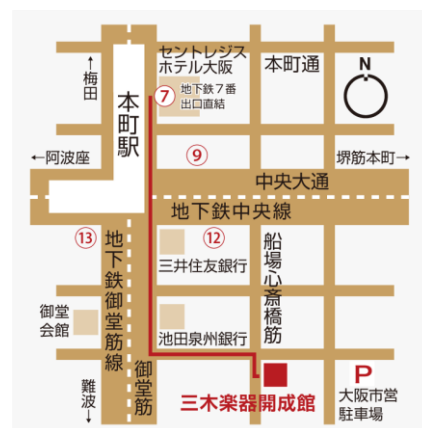 セントレジス
ホテル大阪
本町通
N
←梅田
⑦
地下鉄7番
出口直結
本町駅
←阿波座
⑨
堺筋本町→
中央大通
地下鉄中央線
⑬
地下鉄御堂筋線
⑫
三井住友銀行
船場心斎橋筋
御堂
会館
池田泉州銀行
難波→
御堂筋
三木楽器開成館
P
大阪市営
駐車場